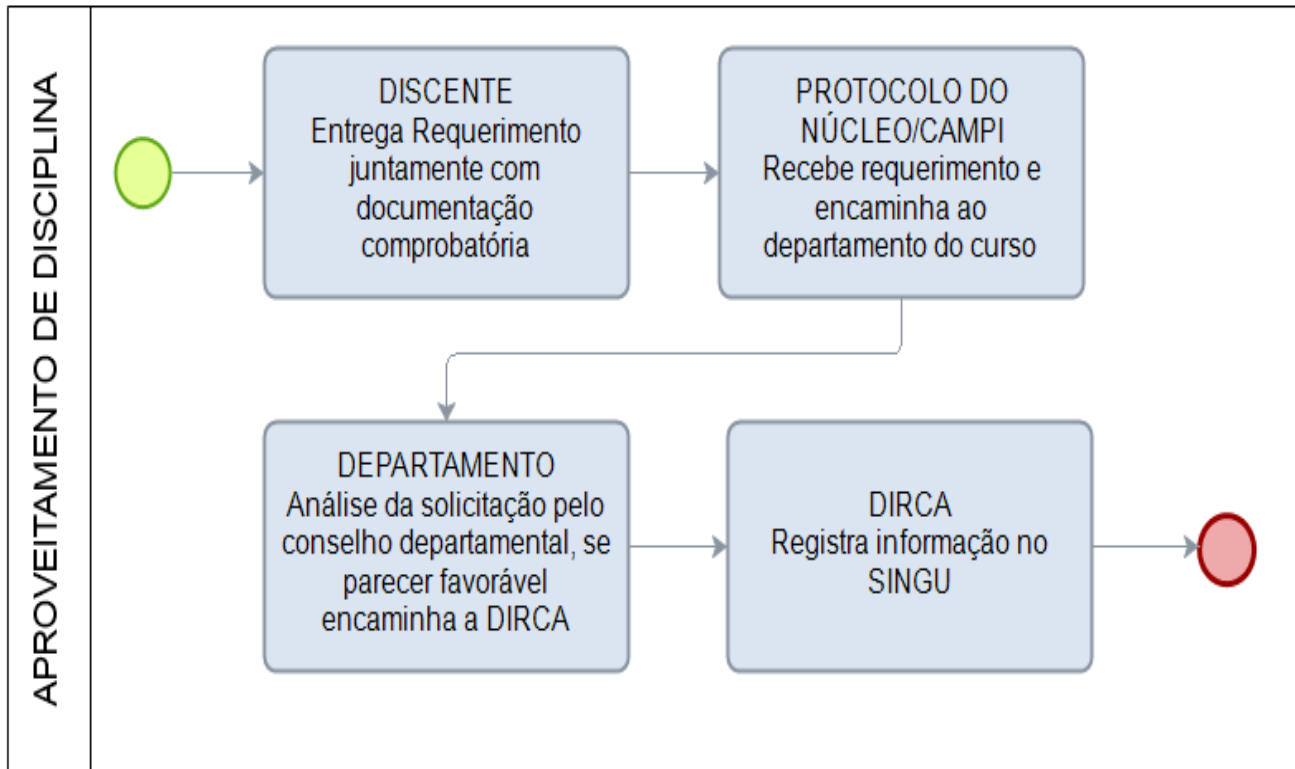 APROVEITAMENTO DE DISCIPLINA
DISCENTE
Entrega Requerimento
juntamente com
documentação
comprobatória
PROTOCOLO DO
NÚCLEO/CAMPI
Recebe requerimento e
encaminha ao
departamento do curso
DEPARTAMENTO
Análise da solicitação pelo
conselho departamental, se
parecer favorável
encaminha a DIRCA
DIRCA
Registra informação no
SINGU